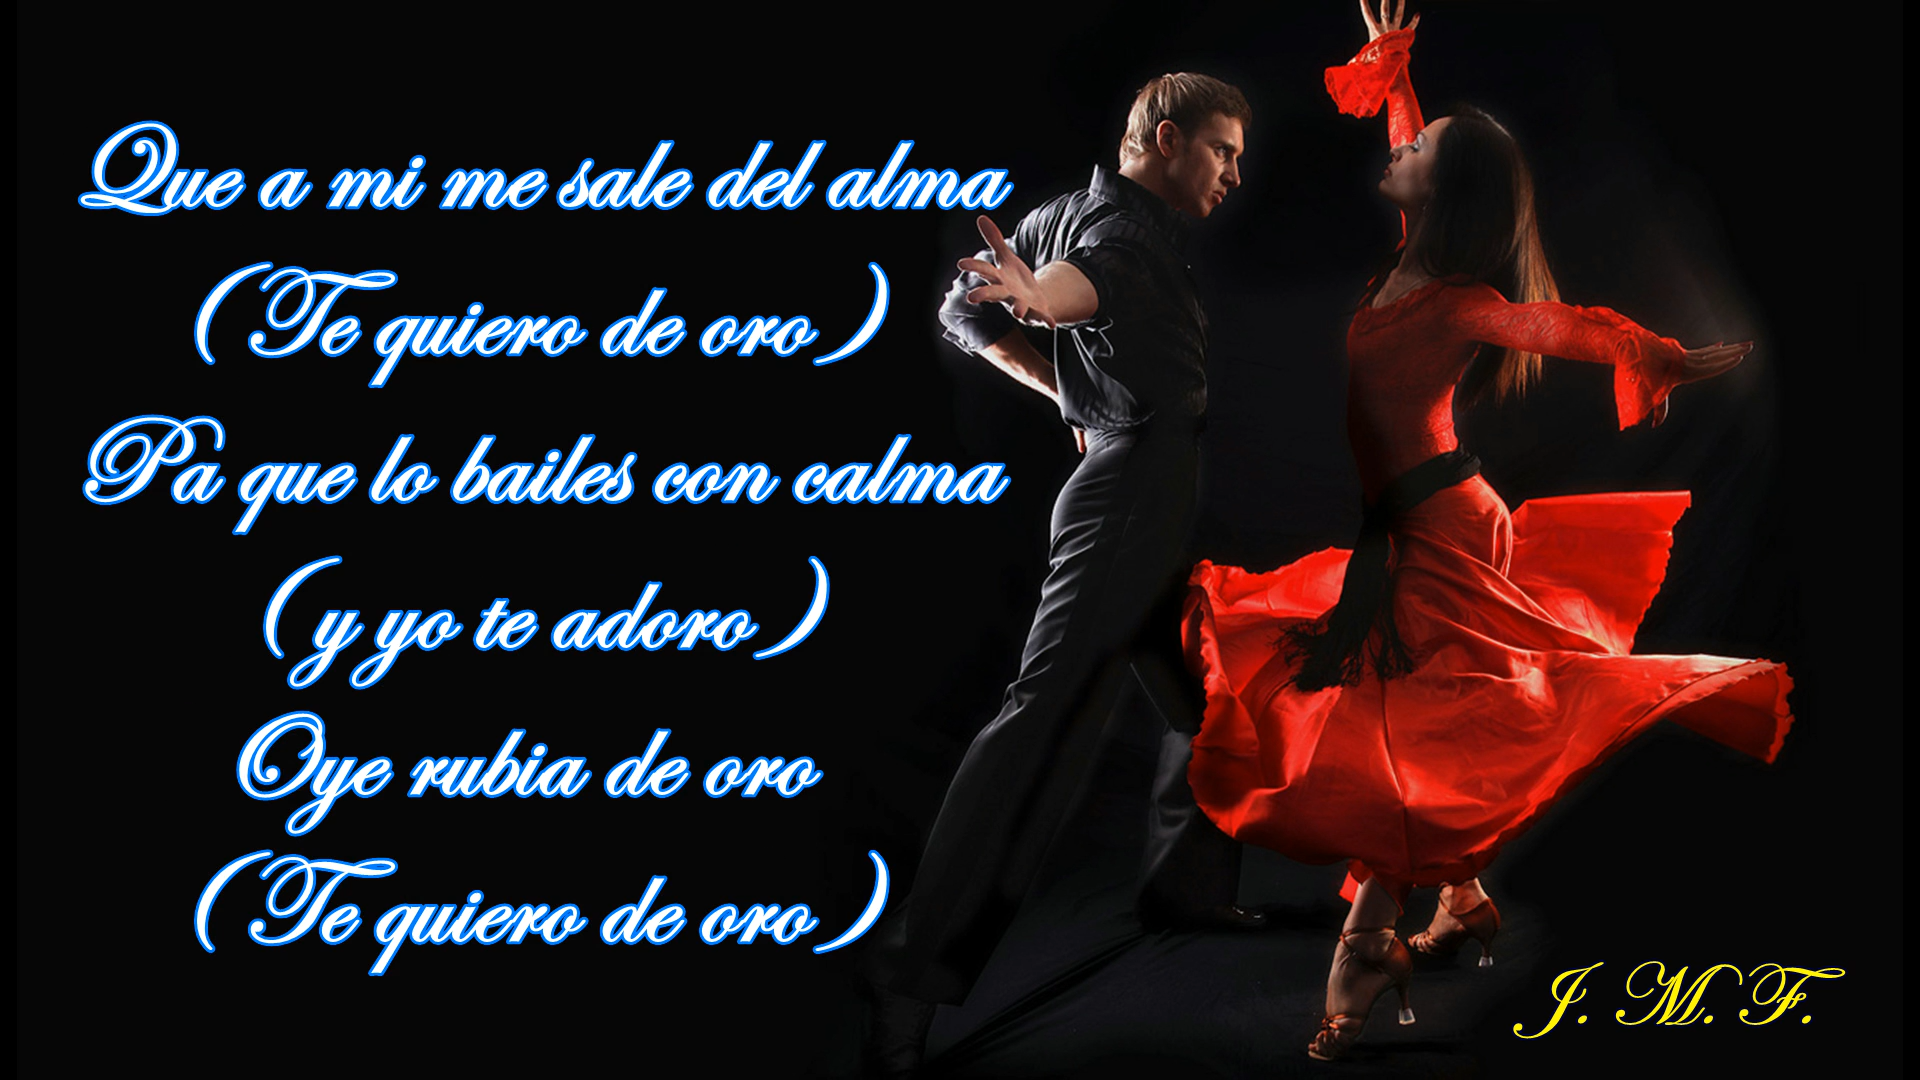 Que a mi me sale del alma
(Te quiero de oro)
Pa que lo bailes con calma
(y yo te adoro)
Oye rubia de oro
(Te quiero de oro)
J. M. F.